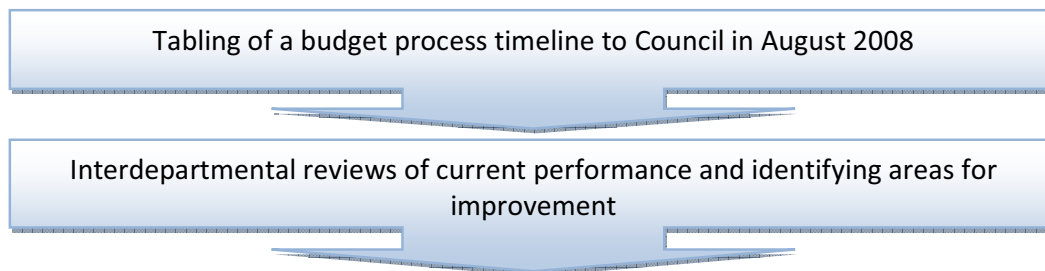 Tabling of a budget process timeline to Council in August 2008
Interdepartmental reviews of current performance and identifying areas for
improvement